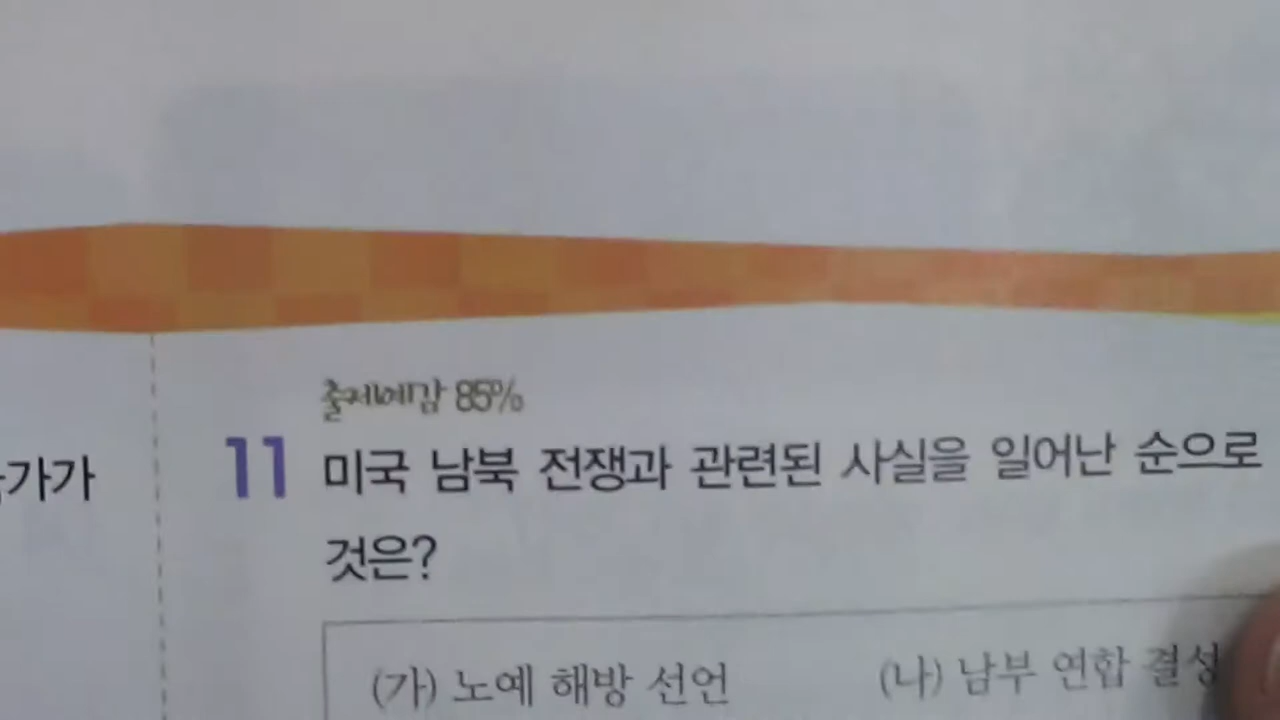 출제예감 85%
11 미국 남북 전쟁과 관련된 사실을 일어난 순으로
것은?
가가
(가) 노예 해방 선언 (나) 남부 연합 결성